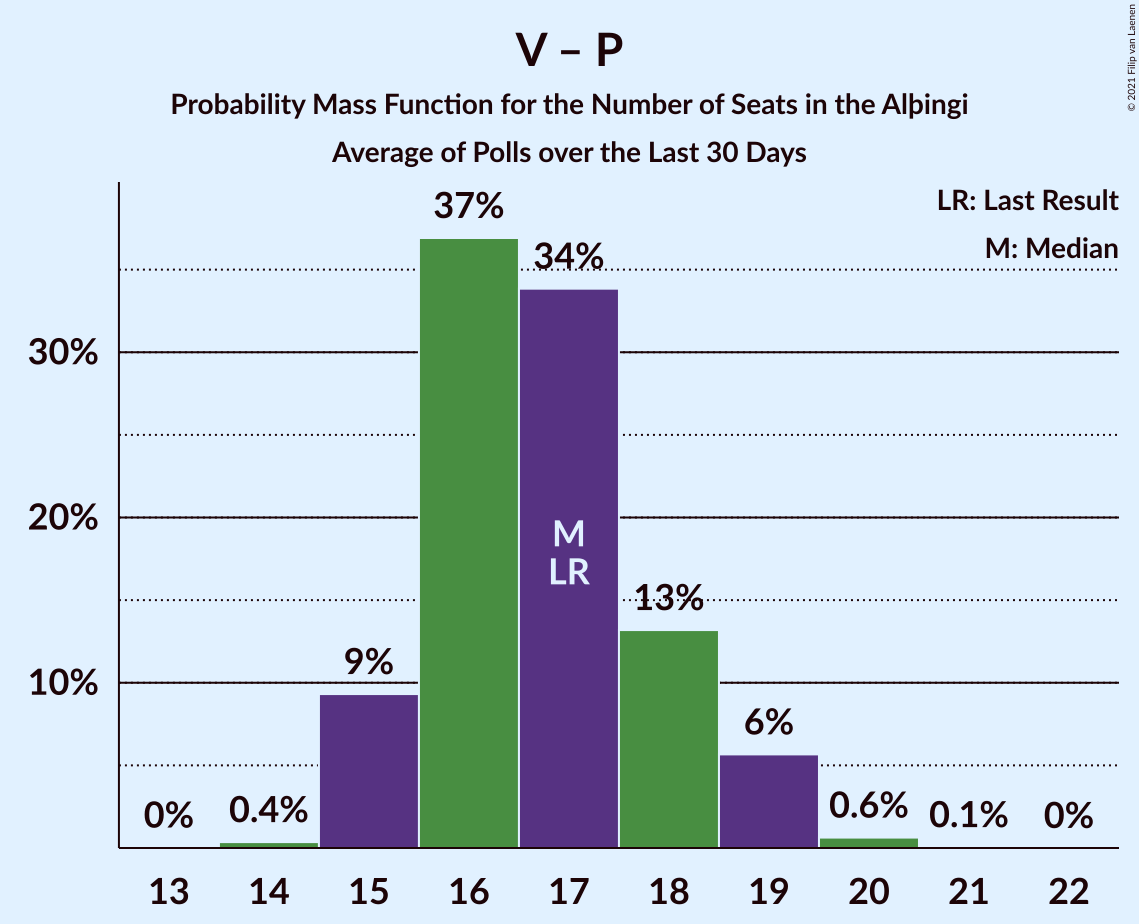 V – P
Probability Mass Function for the Number of Seats in the Alþingi
Average of Polls over the Last 30 Days
© 2021 Filip van Laenen
LR: Last Result
M: Median
37%
34%
30%
20%
M
LR
13%
9%
10%
6%
0%
0.4%
0.6%
0.1%
0%
13 14 15 16 17 18 19 20 21 22